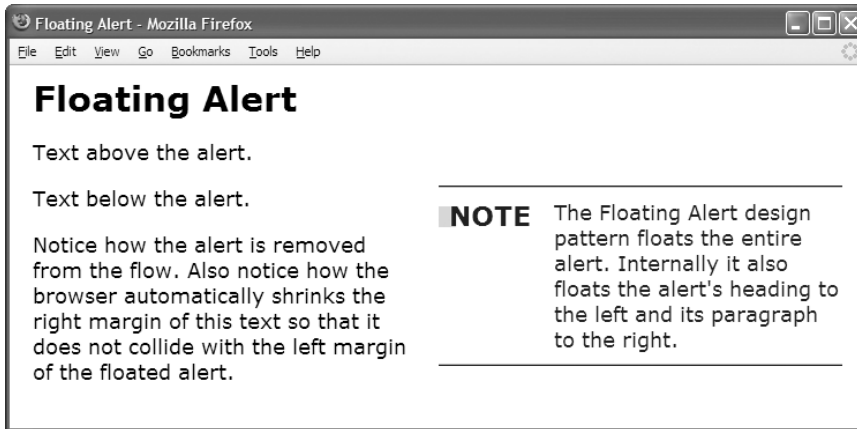 Floating Alert - Mozilla Firefox
File Edit View Go Bookmarks Tools Help
Floating Alert
Text above the alert.
Text below the alert.
Notice how the alert is removed
from the flow. Also notice how the
browser automatically shrinks the
right margin of this text so that it
does not collide with the left margin
of the floated alert.
NOTE
The Floating Alert design
pattern floats the entire
alert. Internally it also
floats the alert's heading to
the left and its paragraph
to the right.